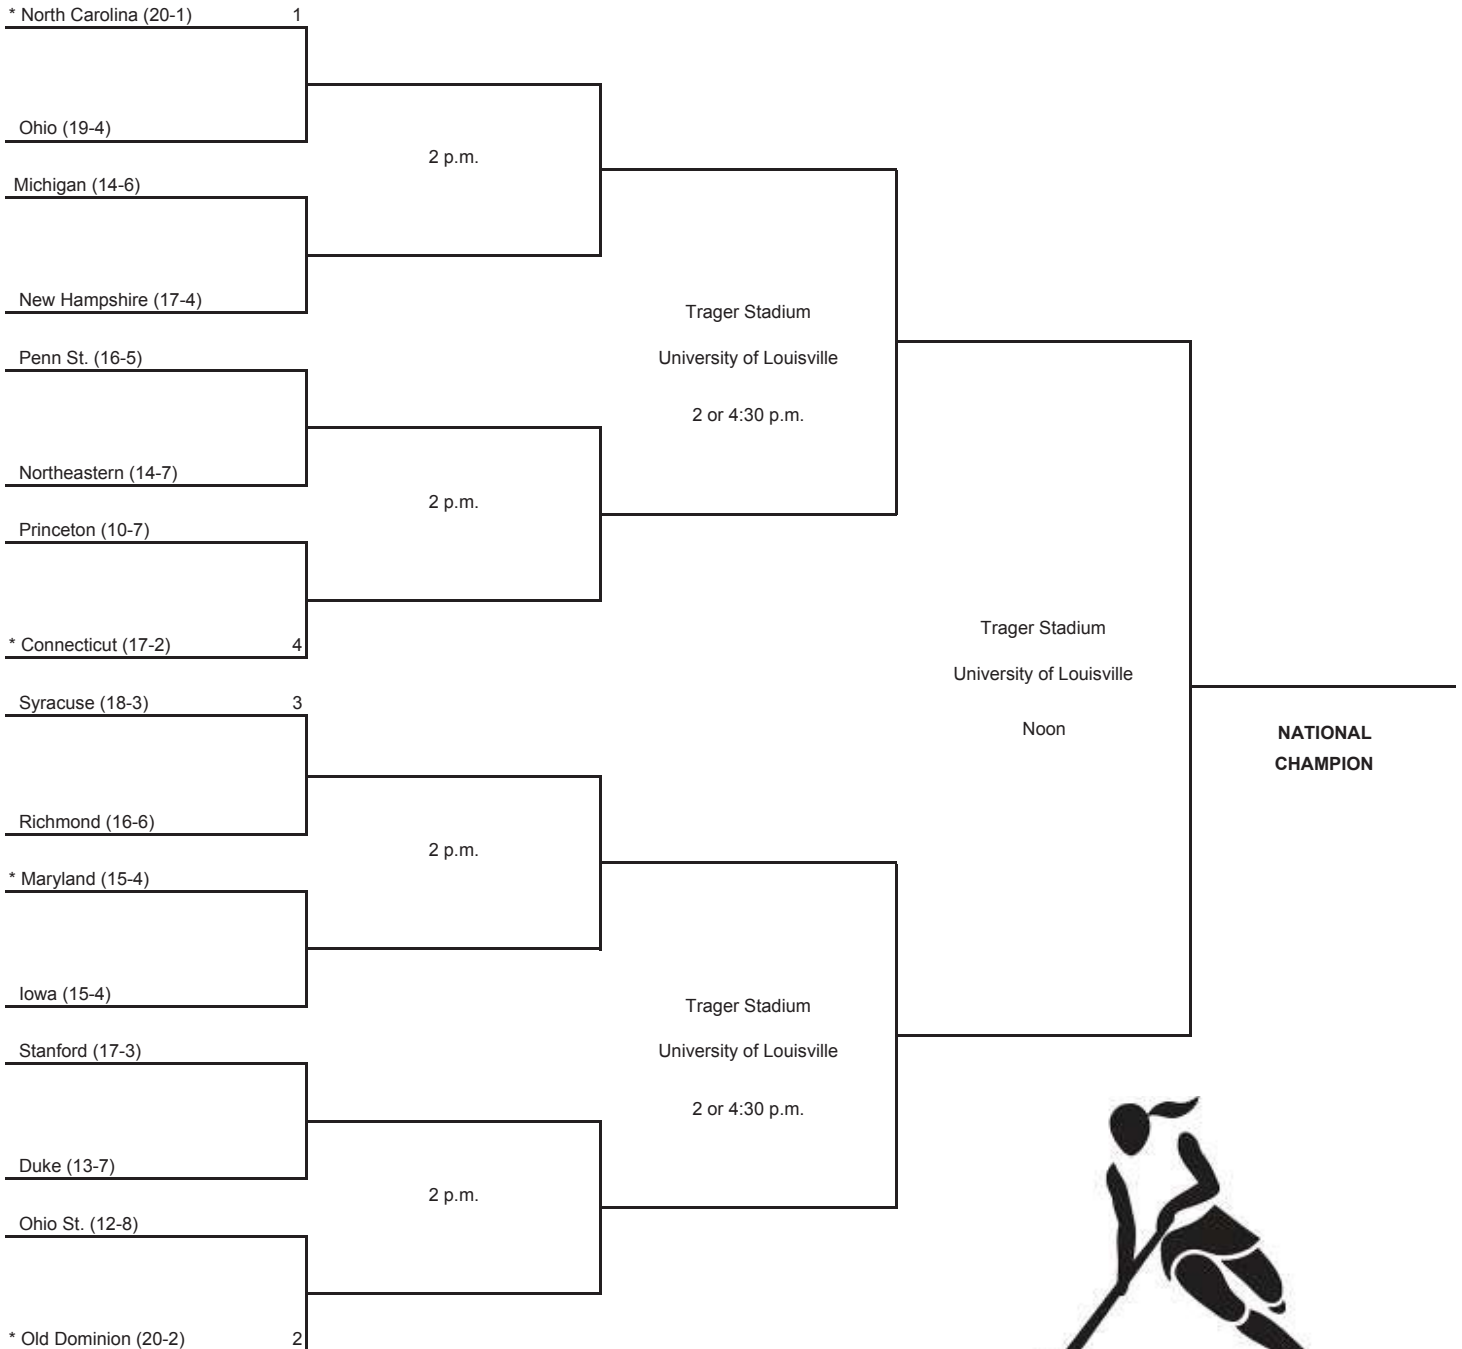 * North Carolina (20-1) 1
Ohio (19-4)
2 p.m.
Michigan (14-6)
New Hampshire (17-4)
Trager Stadium
University of Louisville
2 or 4:30 p.m.
Penn St. (16-5)
Northeastern (14-7)
2 p.m.
Princeton (10-7)
* Connecticut (17-2) 4
Trager Stadium
University of Louisville
Noon
NATIONAL
CHAMPION
Syracuse (18-3) 3
Richmond (16-6)
2 p.m.
* Maryland (15-4)
Iowa (15-4)
Trager Stadium
University of Louisville
2 or 4:30 p.m.
Stanford (17-3)
Duke (13-7)
2 p.m.
Ohio St. (12-8)
* Old Dominion (20-2) 2